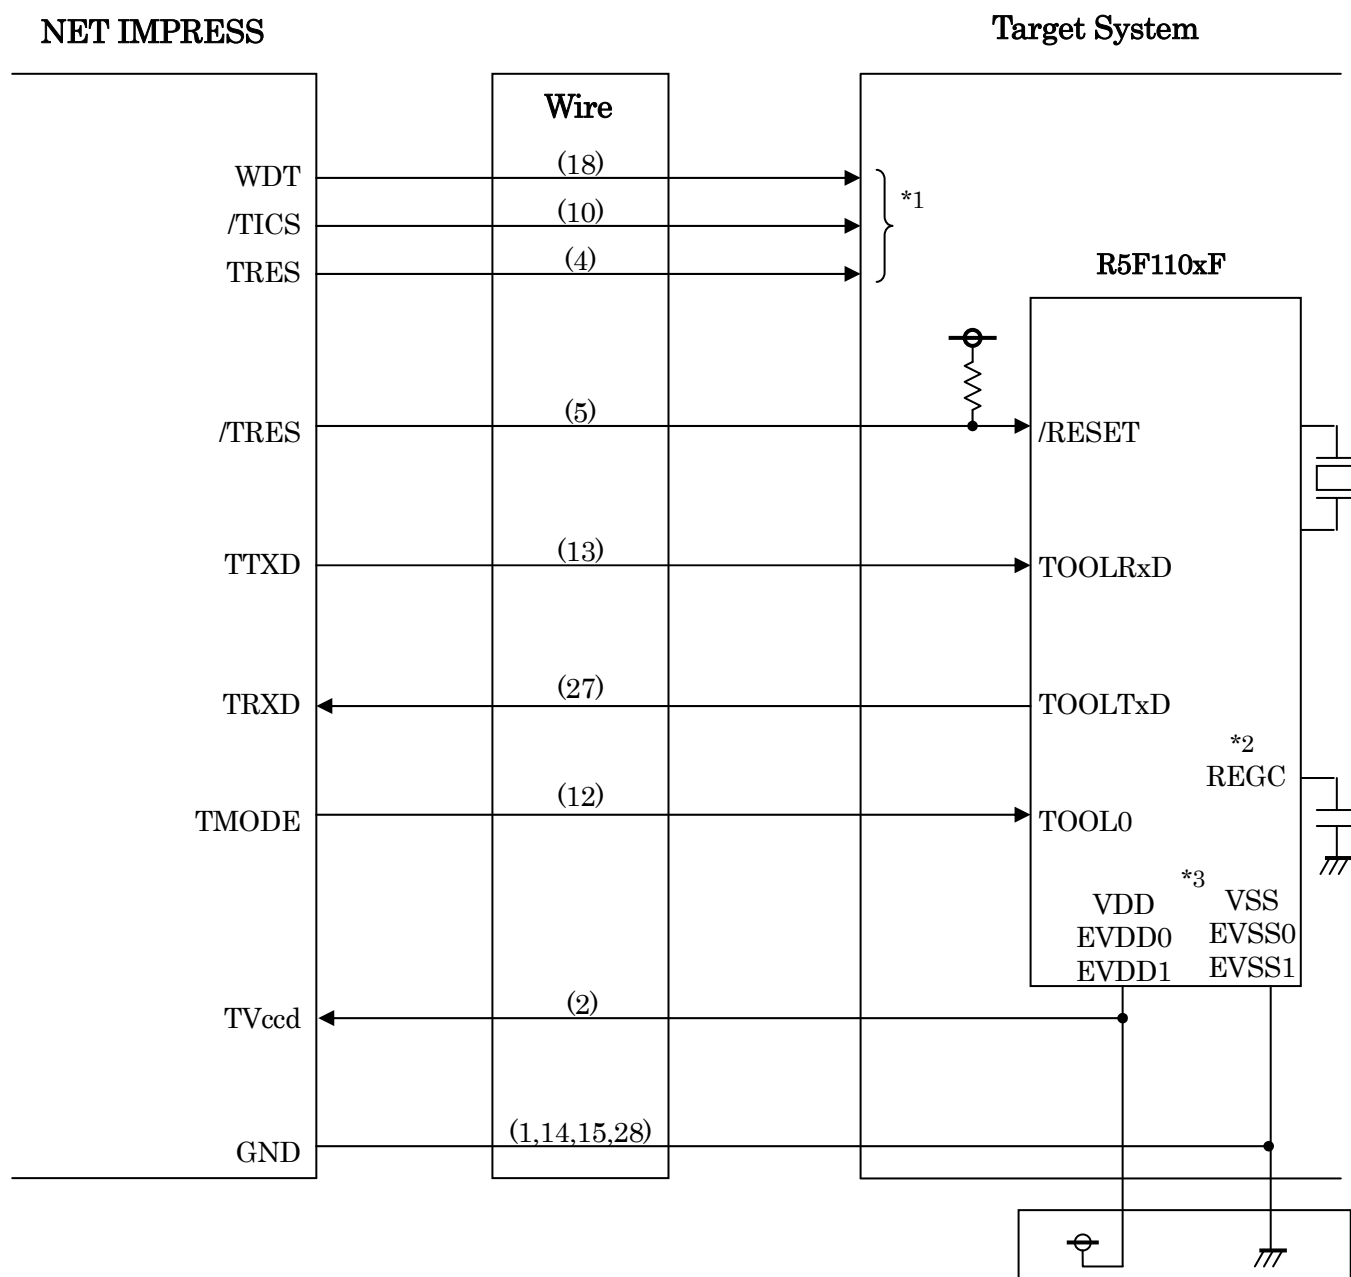 NET IMPRESS
Target System
Wire
WDT
(18)
*1
/TICS
(10)
TRES
(4)
R5F110xF
/TRES
(5)
/RESET
TTXD
(13)
TOOLRxD
TRXD
(27)
TOOLTxD
*2
REGC
TMODE
(12)
TOOL0
*3
VDD
VSS
EVDD0
EVSS0
EVDD1
EVSS1
TVccd
(2)
GND
(1,14,15,28)